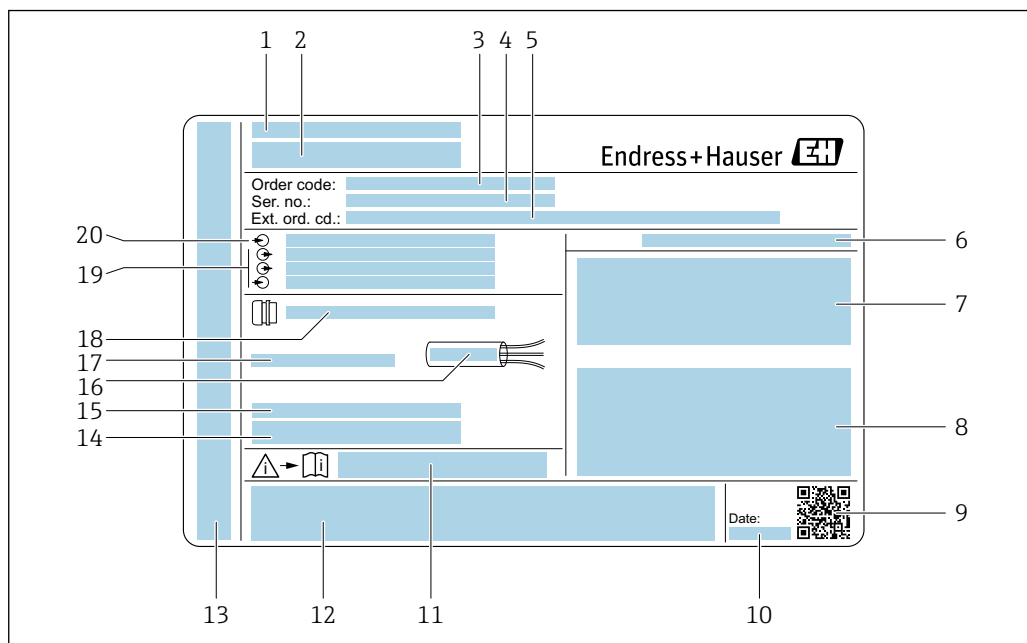 1 2 3 4 5
Endress+Hauser EH
Order code:
Ser. no.:
Ext. ord. cd.:
20
6
19
7
18
17
16
15
14
8
i i
Date:
9
13 12 11 10